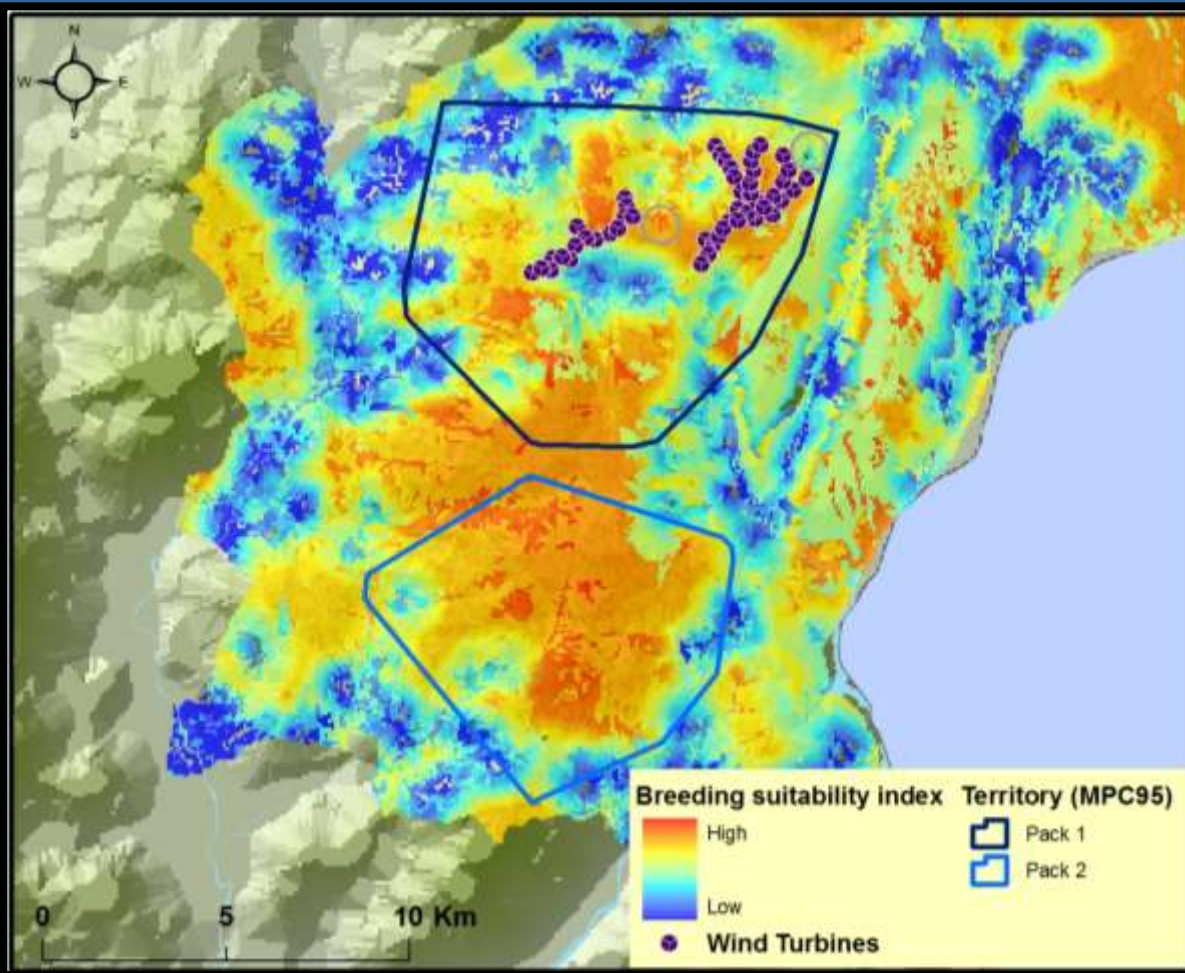 N
W E
S
Breeding suitability index
High
Low
Wind Turbines
Territory (MPC95)
Pack 1
Pack 2
0 5 10 Km